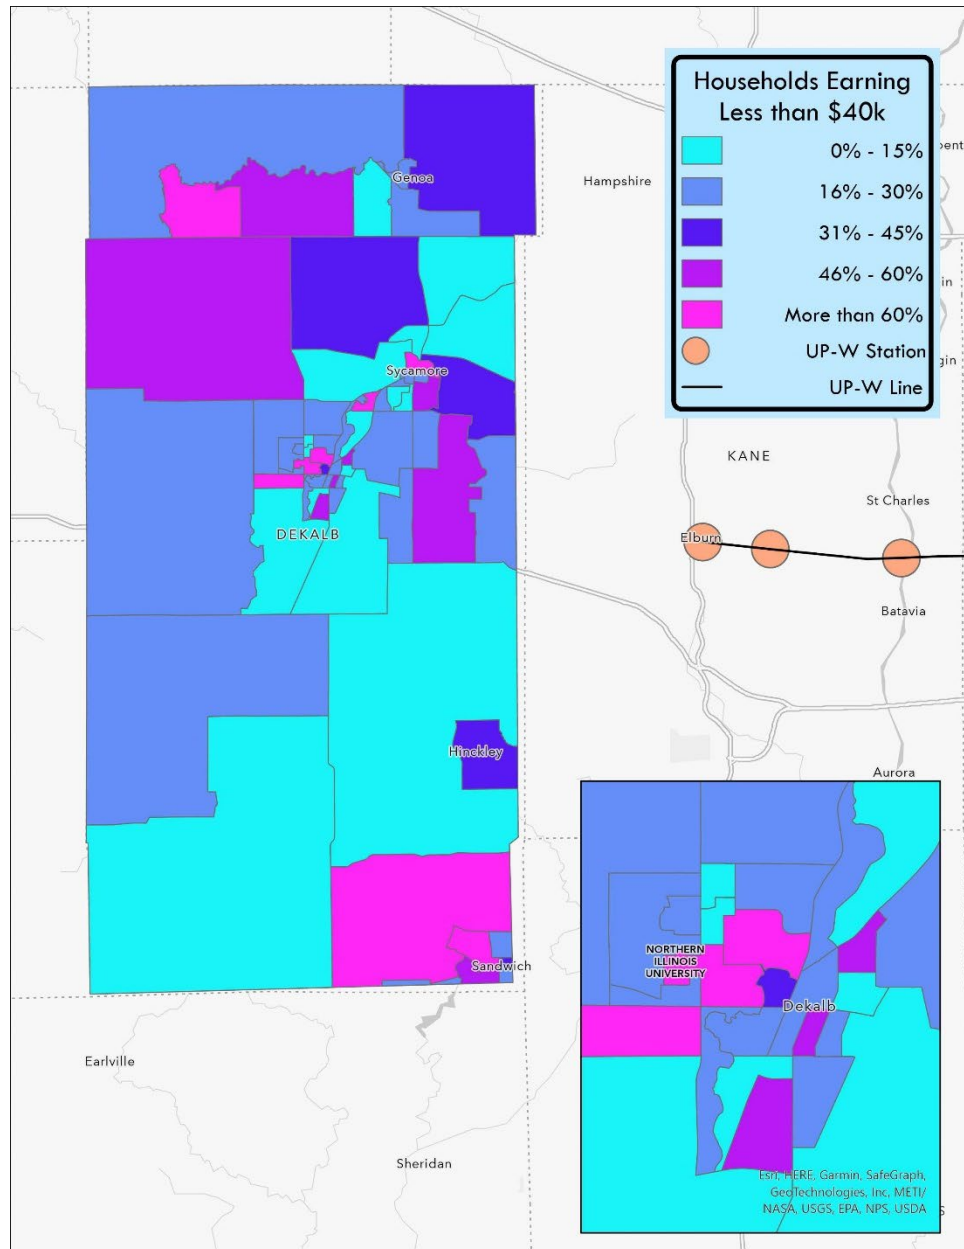 Households Earning
Less than $40k
0% - 15%
16% - 30%
31% - 45%
46% - 60%
More than 60%
UP-W Station
UP-W Line
Genoa
Hampshire
Sycamore
KANE
St Charles
DEKALB
Elburn
Batavia
Hinckley
Aurora
NORTHERN
ILLINOIS
UNIVERSITY
Dekalb
Sandwich
Earlville
Sheridan
Esri, HERE, Garmin, SafeGraph,
GeoTechnologies, Inc, METI/
NASA, USGS, EPA, NPS, USDA